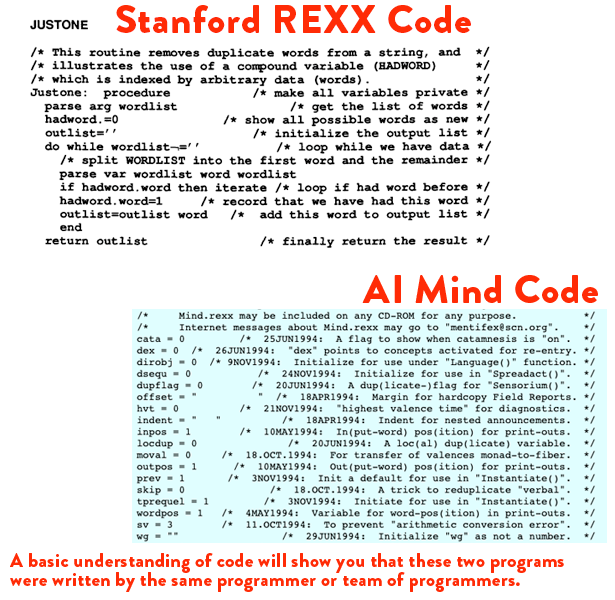 Stanford REXX Code
JUSTONE
/* This routine removes duplicate words from a string, and */
/* illustrates the use of a compound variable (HADWORD) */
/* which is indexed by arbitrary data (words). */
Justone: procedure /* make all variables private */
parse arg wordlist /* get the list of words */
hadword.=0 /* show all possible words as new */
outlist='' /* initialize the output list */
do while wordlist¬='' /* loop while we have data */
/* split WORDLIST into the first word and the remainder */
parse var wordlist word wordlist
if hadword.word then iterate /* loop if had word before */
hadword.word=1 /* record that we have had this word */
outlist=outlist word /* add this word to output list */
end
return outlist /* finally return the result */
AI Mind Code
/* Mind.rexx may be included on any CD-ROM for any purpose. */
/* Internet messages about Mind.rexx may go to "mentifex@scn.org". */
cata = 0 /* 25JUN1994: A flag to show when catamnesis is "on". */
dex = 0 /* 26JUN1994: "dex" points to concepts activated for re-entry. */
dirobj = 0 /* 9NOV1994: Initialize for use under "Language()" function. */
dsequ = 0 /* 24NOV1994: Initialize for use in "Spreadact()". */
dupflag = 0 /* 20JUN1994: A dup(licate-)flag for "Sensorium()". */
offset = " " /* 18APR1994: Margin for hardcopy Field Reports. */
hvt = 0 /* 21NOV1994: "highest valence time" for diagnostics. */
indent = " " /* 18APR1994: Indent for nested announcements. */
inpos = 1 /* 10MAY1994: In(put-word) pos(ition) for print-outs. */
locdup = 0 /* 20JUN1994: A loc(al) dup(licate) variable. */
moval = 0 /* 18.OCT.1994: For transfer of valences monad-to-fiber. */
outpos = 1 /* 10MAY1994: Out(put-word) pos(ition) for print-outs. */
prev = 1 /* 3NOV1994: Init a default for use in "Instantiate()". */
skip = 0 /* 18.OCT.1994: A trick to reduplicate "verbal". */
tprequel = 1 /* 3NOV1994: Initiate for use in "Instantiate()". */
wordpos = 1 /* 4MAY1994: Variable for word-pos(ition) in print-outs. */
sv = 3 /* 11.OCT1994: To prevent "arithmetic conversion error". */
wg = "" /* 29JUN1994: Initialize "wg" as not a number. */
A basic understanding of code will show you that these two programs
were written by the same programmer or team of programmers.